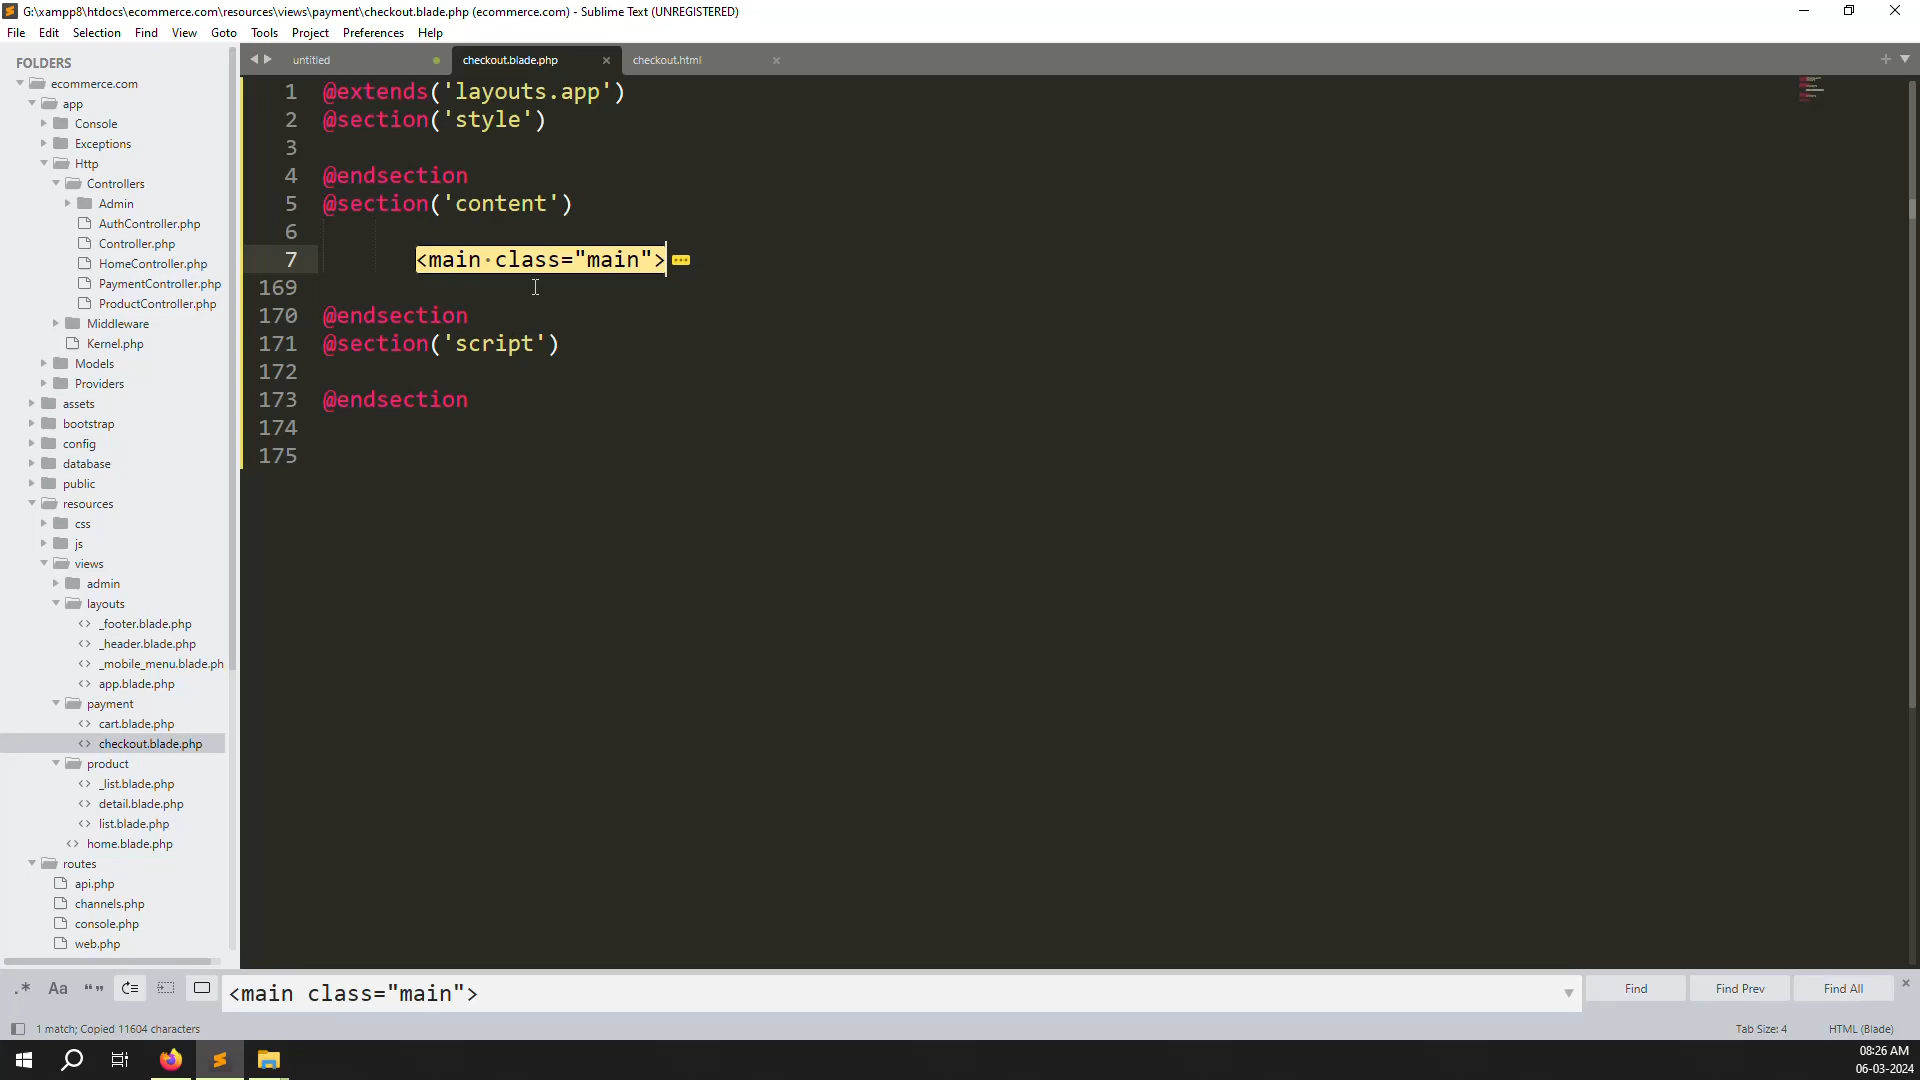 G:\xampp8\htdocs\ecommerce.com\resources\views\payment\checkout.blade.php (ecommerce.com) - Sublime Text (UNREGISTERED)
File Edit Selection Find View Goto Tools Project Preferences Help
FOLDERS
ecommerce.com
app
Console
Exceptions
Http
Controllers
Admin
AuthController.php
Controller.php
HomeController.php
PaymentController.php
ProductController.php
Middleware
Kernel.php
Models
Providers
assets
bootstrap
config
database
public
resources
css
js
views
admin
layouts
_footer.blade.php
_header.blade.php
_mobile_menu.blade.ph
app.blade.php
payment
cart.blade.php
checkout.blade.php
product
_list.blade.php
detail.blade.php
list.blade.php
home.blade.php
routes
api.php
channels.php
console.php
web.php
untitled checkout.blade.php checkout.html
1 @extends('layouts.app')
2 @section('style')
3
4 @endsection
5 @section('content')
6
7 <main class="main">
169
170 @endsection
171 @section('script')
172
173 @endsection
174
175
.* Aa <main class="main"> Find Find Prev Find All
1 match; Copied 11604 characters Tab Size: 4 HTML (Blade)
08:26 AM
06-03-2024